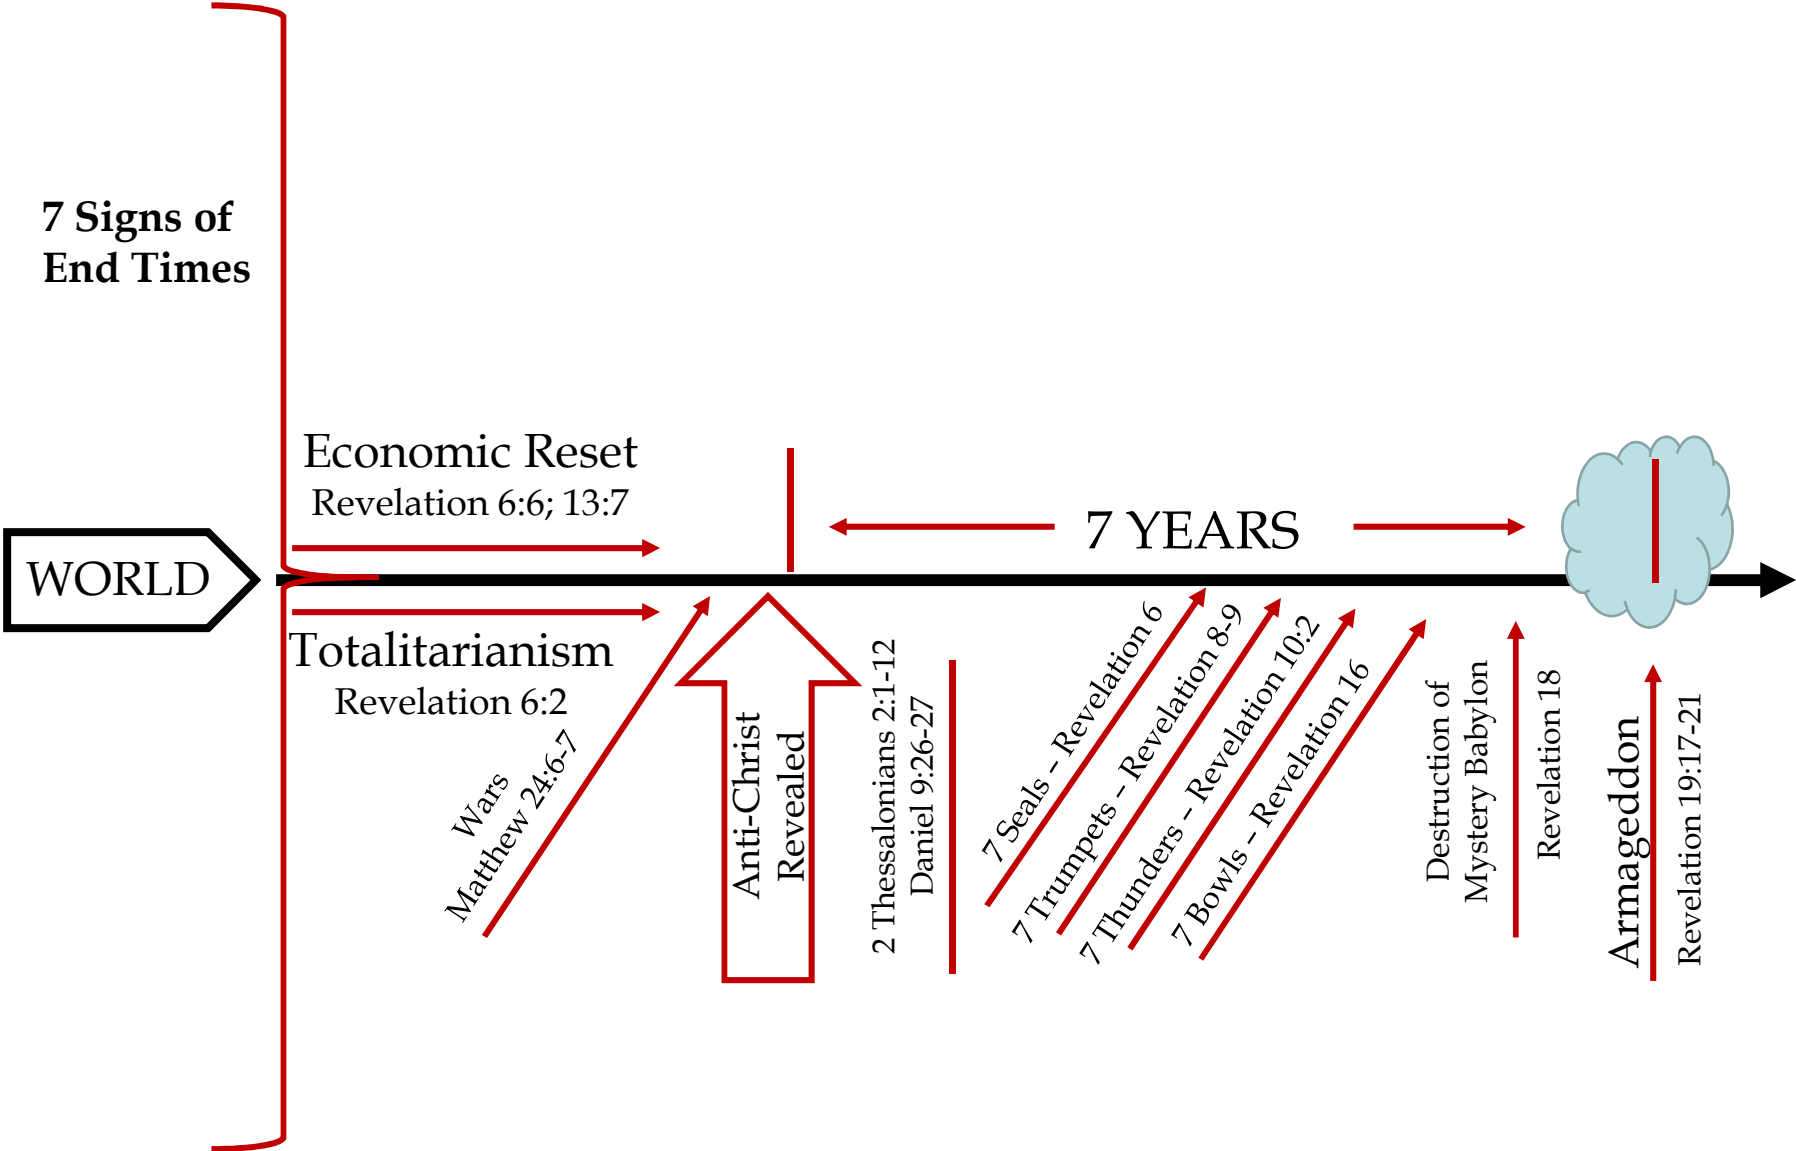 7 Signs of
End Times
WORLD
Economic Reset
Revelation 6:6; 13:7
Totalitarianism
Revelation 6:2
Wars
Matthew 24:6-7
Anti-Christ
Revealed
2 Thessalonians 2:1-12
Daniel 9:26-27
7 YEARS
7 Seals – Revelation 6
7 Trumpets – Revelation 8-9
7 Thunders – Revelation 10:2
7 Bowls – Revelation 16
Destruction of
Mystery Babylon
Revelation 18
Armageddon
Revelation 19:17-21